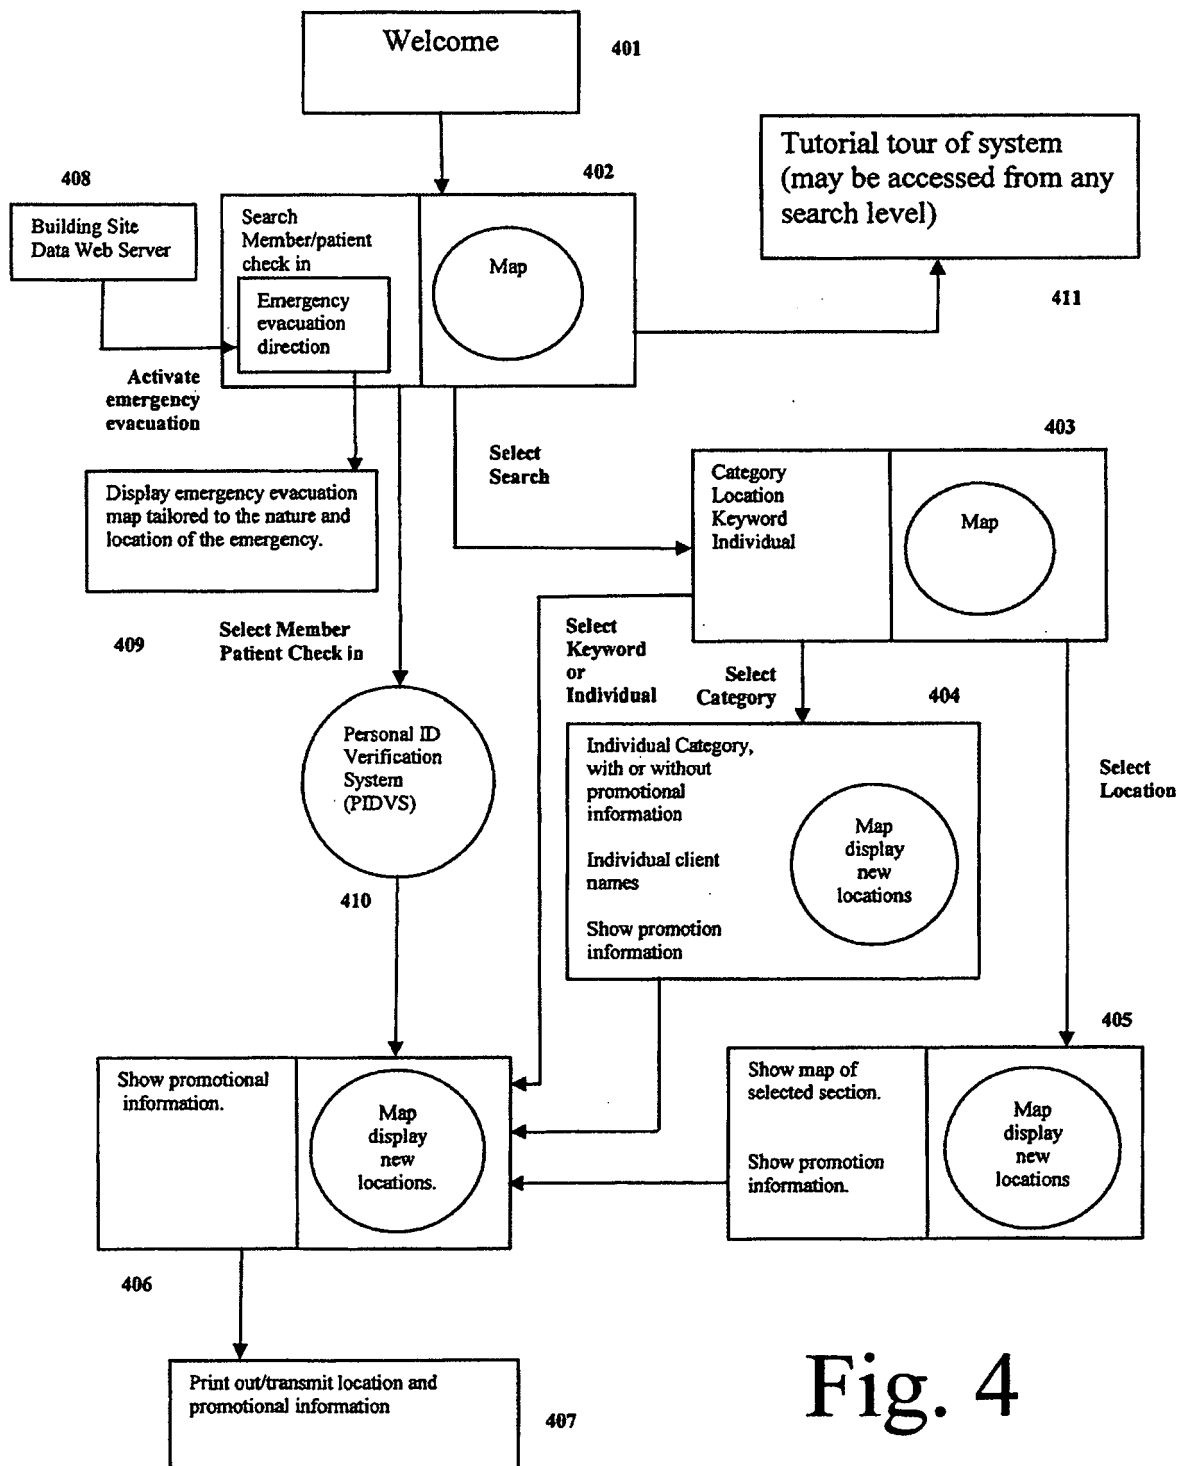 Welcome
401
Tutorial tour of system
(may be accessed from any
search level)
411
408
Building Site
Data Web Server
402
Search
Member/patient
check in
Emergency
evacuation
direction
Map
Activate
emergency
evacuation
Select
Search
403
Category
Location
Keyword
Individual
Map
Display emergency evacuation
map tailored to the nature and
location of the emergency.
409
Select Member
Patient Check in
Select
Keyword
or
Individual
Select
Category
404
Select
Location
Personal ID
Verification
System
(PIDVS)
410
Individual Category,
with or without
promotional
information
Individual client
names
Show promotion
information
Map
display
new
locations
405
Show promotional
information.
Map
display
new
locations.
Show map of
selected section.
Show promotion
information.
Map
display
new
locations
406
Print out/transmit location and
promotional information
407
Fig. 4